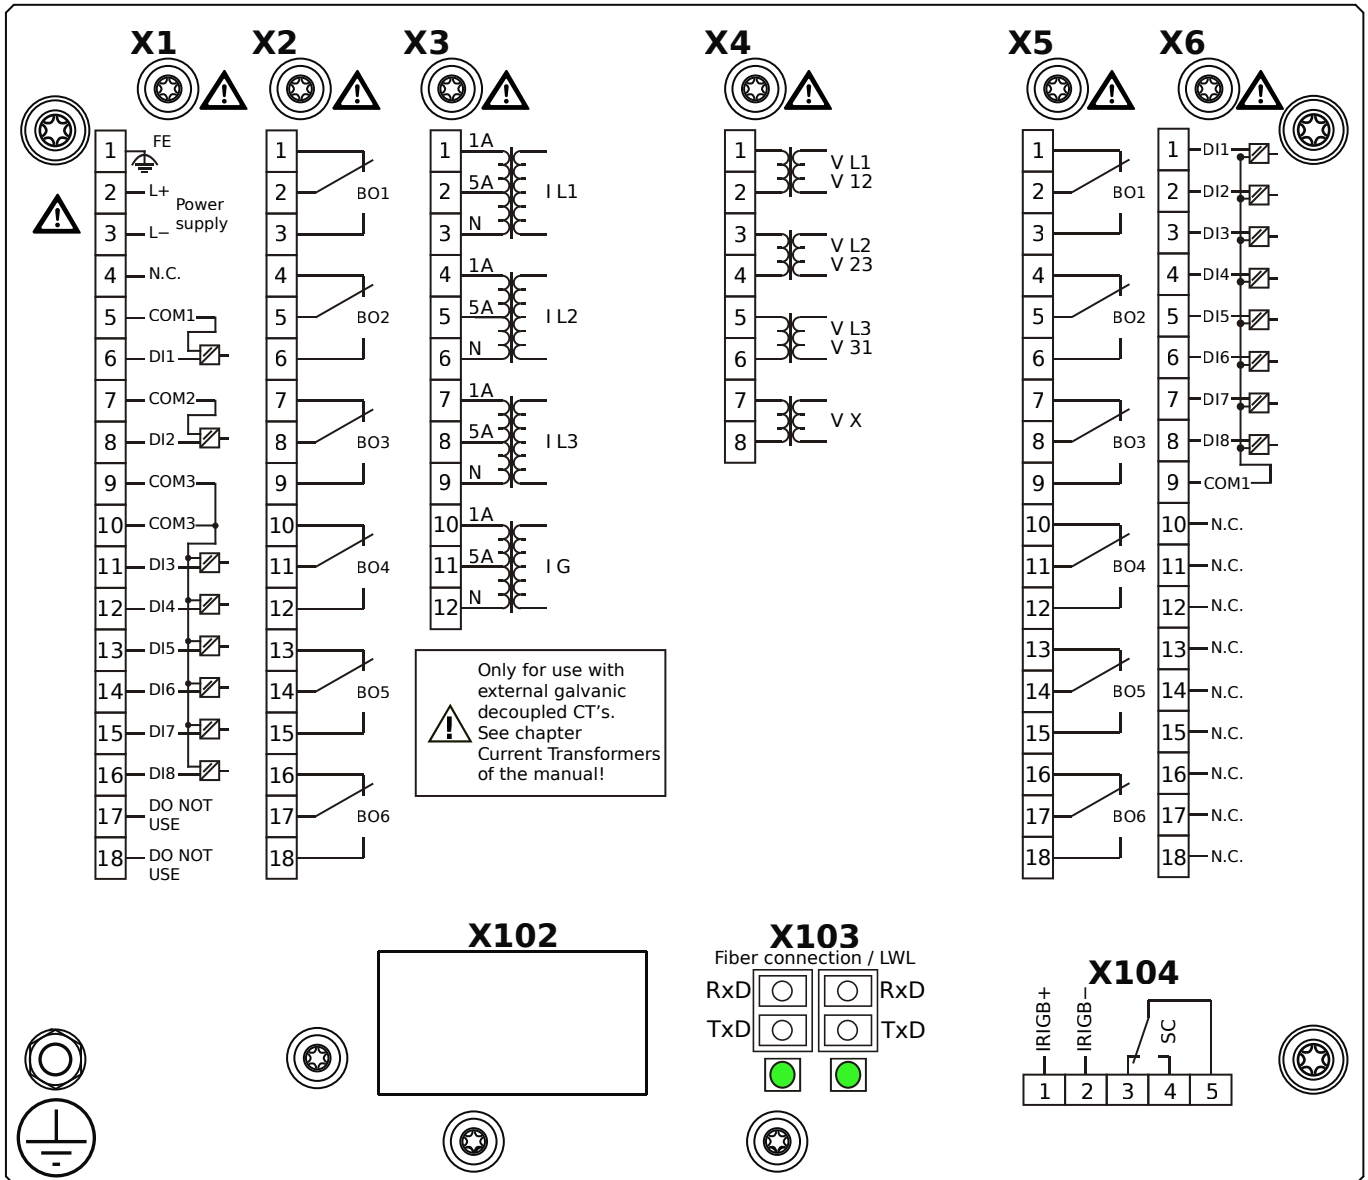 X1
X2
X3
X4
X5
X6
1 FE
2 L+
Power
supply
3 L−
4 N.C.
5 COM1
6 DI1
7 COM2
8 DI2
9 COM3
10 COM3
11 DI3
12 DI4
13 DI5
14 DI6
15 DI7
16 DI8
17 DO NOT
USE
18 DO NOT
USE
1
2 BO1
3
4
5 BO2
6
7
8 BO3
9
10
11 BO4
12
13
14 BO5
15
16
17 BO6
18
1 1A
2 5A I L1
3 N
4 1A
5 5A I L2
6 N
7 1A
8 5A I L3
9 N
10 1A
11 5A I G
12 N
Only for use with
external galvanic
decoupled CT's.
See chapter
Current Transformers
of the manual!
1 V L1
2 V 12
3 V L2
4 V 23
5 V L3
6 V 31
7 V X
8
1
2 BO1
3
4
5 BO2
6
7
8 BO3
9
10
11 BO4
12
13
14 BO5
15
16
17 BO6
18
1 DI1
2 DI2
3 DI3
4 DI4
5 DI5
6 DI6
7 DI7
8 DI8
9 COM1
10 N.C.
11 N.C.
12 N.C.
13 N.C.
14 N.C.
15 N.C.
16 N.C.
17 N.C.
18 N.C.
X102
X103
Fiber connection / LWL
RxD RxD
TxD TxD
X104
IRIGB+
IRIGB−
SC
1 2 3 4 5